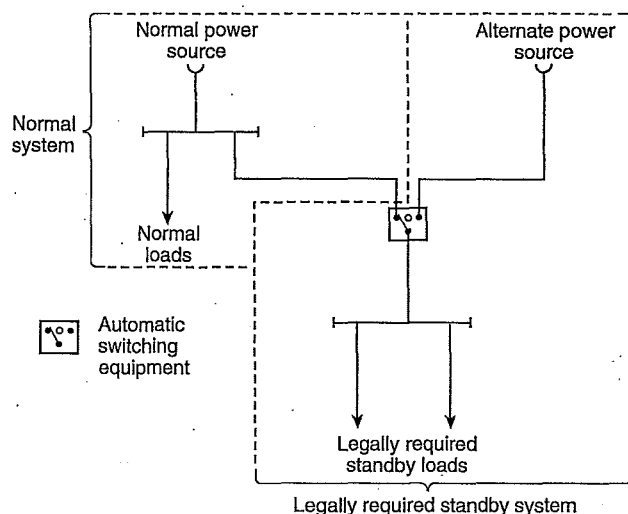 Normal power
source
Alternate power
source
Normal
system
Normal
loads
Automatic
switching
equipment
Legally required
standby loads
Legally required standby system